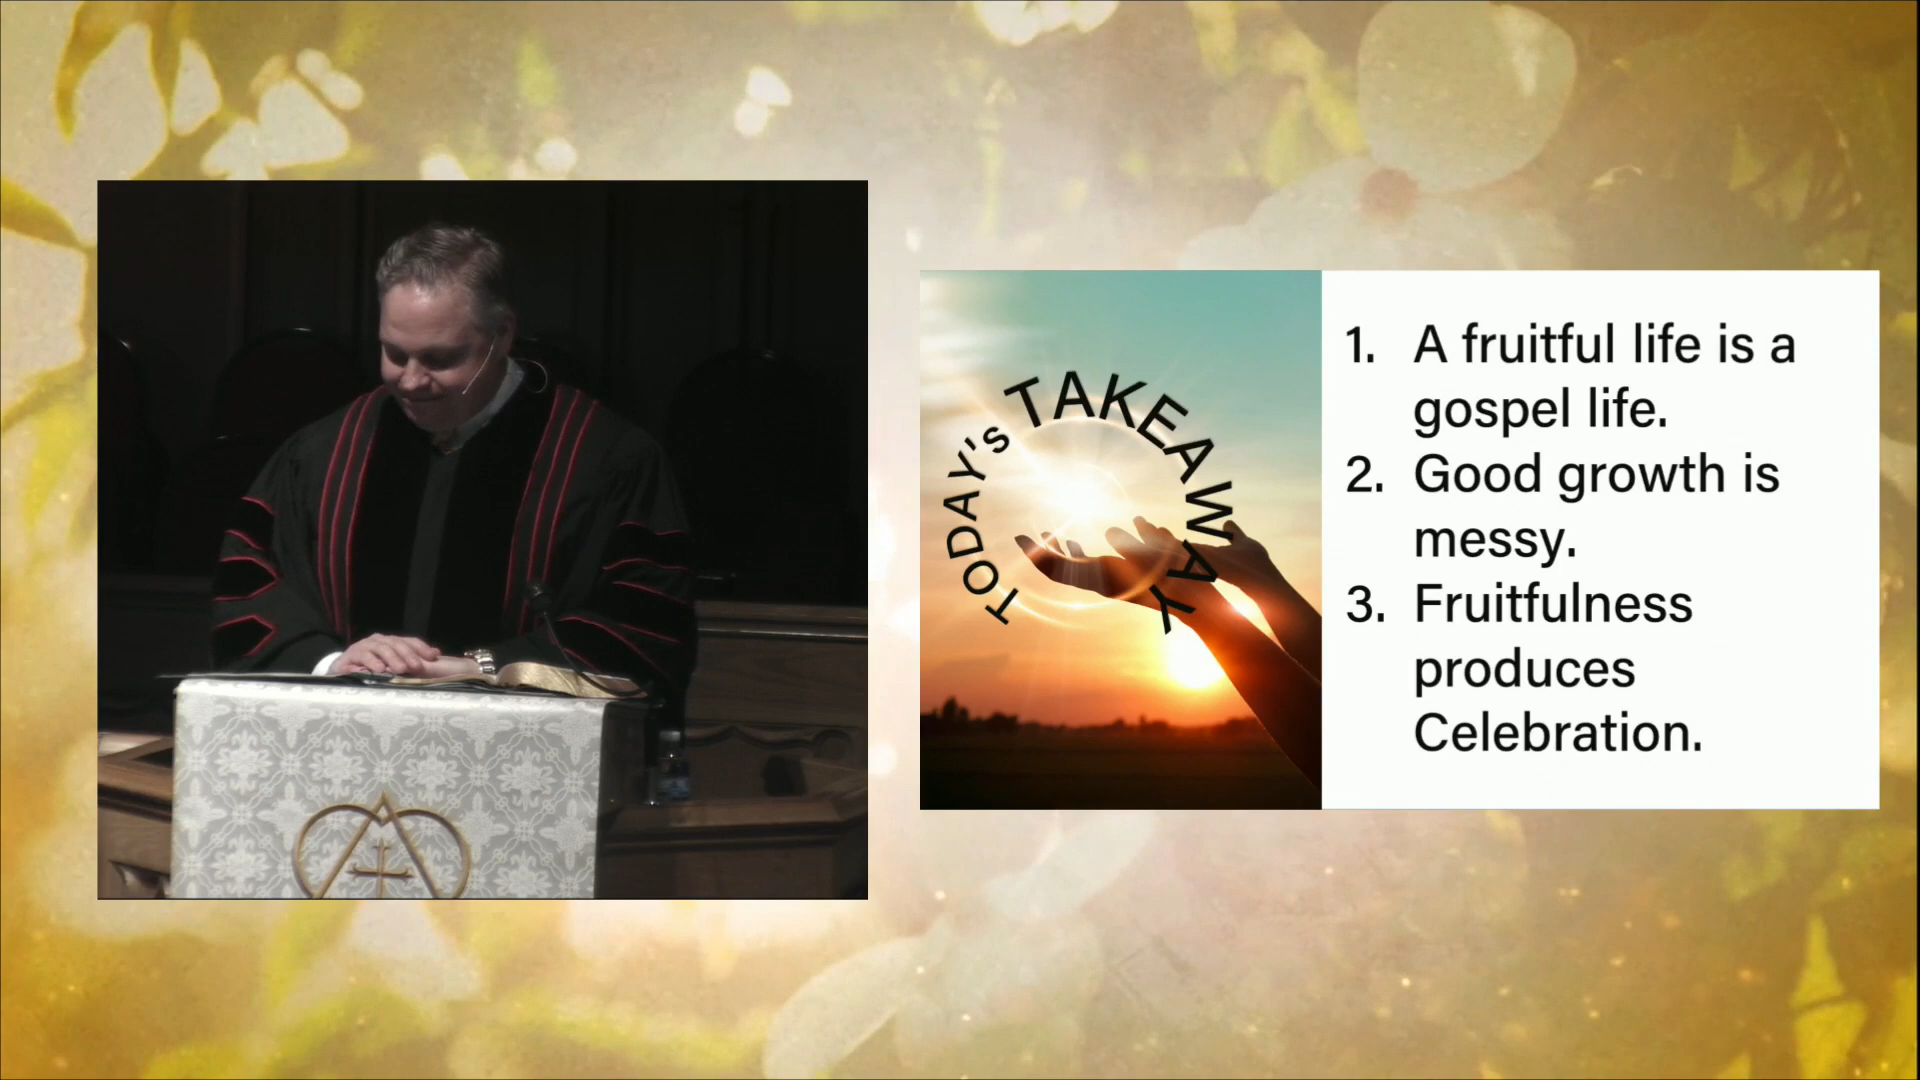 TODAY's TAKEAWAY
1. A fruitful life is a
gospel life.
2. Good growth is
messy.
3. Fruitfulness
produces
Celebration.